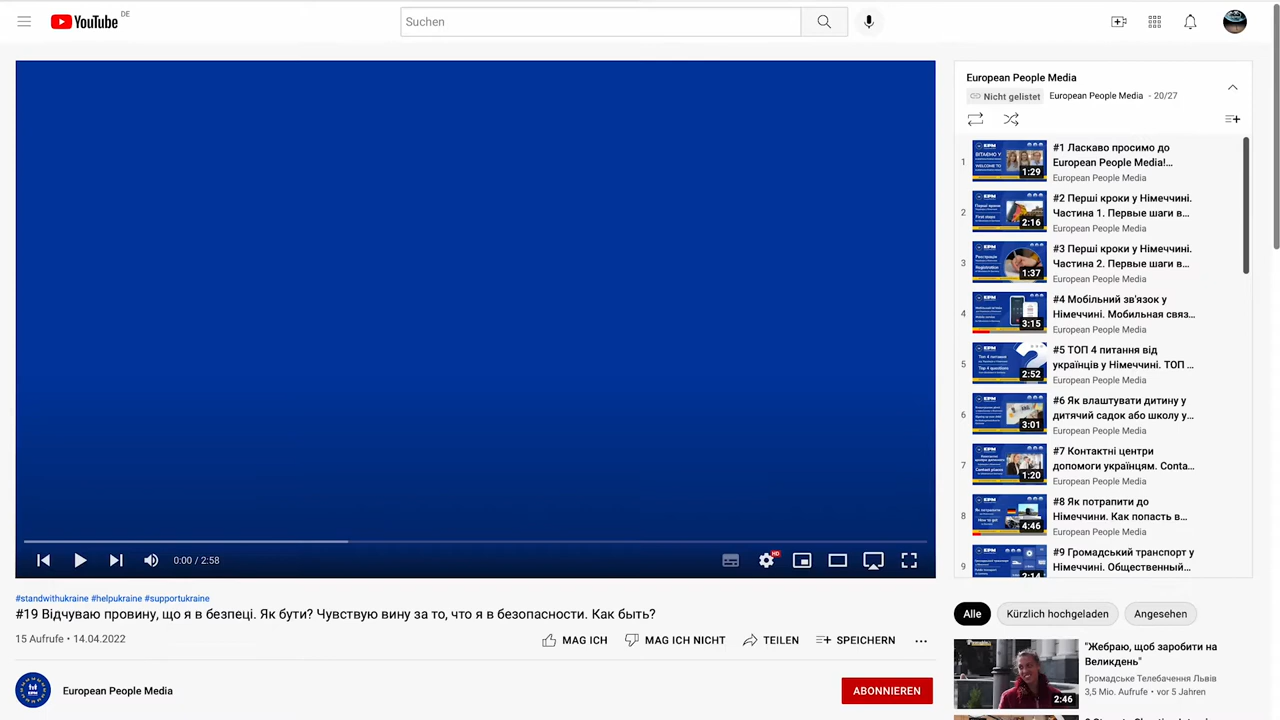 YouTube DE
Suchen
0:00 / 2:58
HD
#standwithukraine #helpukraine #supportukraine
#19 Відчуваю провину, що я в безпеці. Як бути? Чувствую вину за то, что я в безопасности. Как быть?
15 Aufrufe • 14.04.2022
MAG ICH
MAG ICH NICHT
TEILEN
SPEICHERN
European People Media
ABONNIEREN
European People Media
Nicht gelistet
European People Media - 20/27
1
1:29
#1 Ласкаво просимо до
European People Media!...
European People Media
2
2:16
#2 Перші кроки у Німеччині.
Частина 1. Первые шаги в...
European People Media
3
1:37
#3 Перші кроки у Німеччині.
Частина 2. Первые шаги в...
European People Media
4
3:15
#4 Мобільний зв'язок у
Німеччині. Мобильная связ...
European People Media
5
2:52
#5 ТОП 4 питання від
українців у Німеччині. ТОП ...
European People Media
6
3:01
#6 Як влаштувати дитину у
дитячий садок або школу у...
European People Media
7
1:20
#7 Контактні центри
допомоги українцям. Conta...
European People Media
8
4:46
#8 Як потрапити до
Німеччини. Как попасть в...
European People Media
9
2:14
#9 Громадський транспорт у
Німеччині. Общественный...
European People Media
Alle
Kürzlich hochgeladen
Angesehen
2:46
"Жебраю, щоб заробити на
Великдень"
Громадське Телебачення Львів
3,5 Mio. Aufrufe • vor 5 Jahren